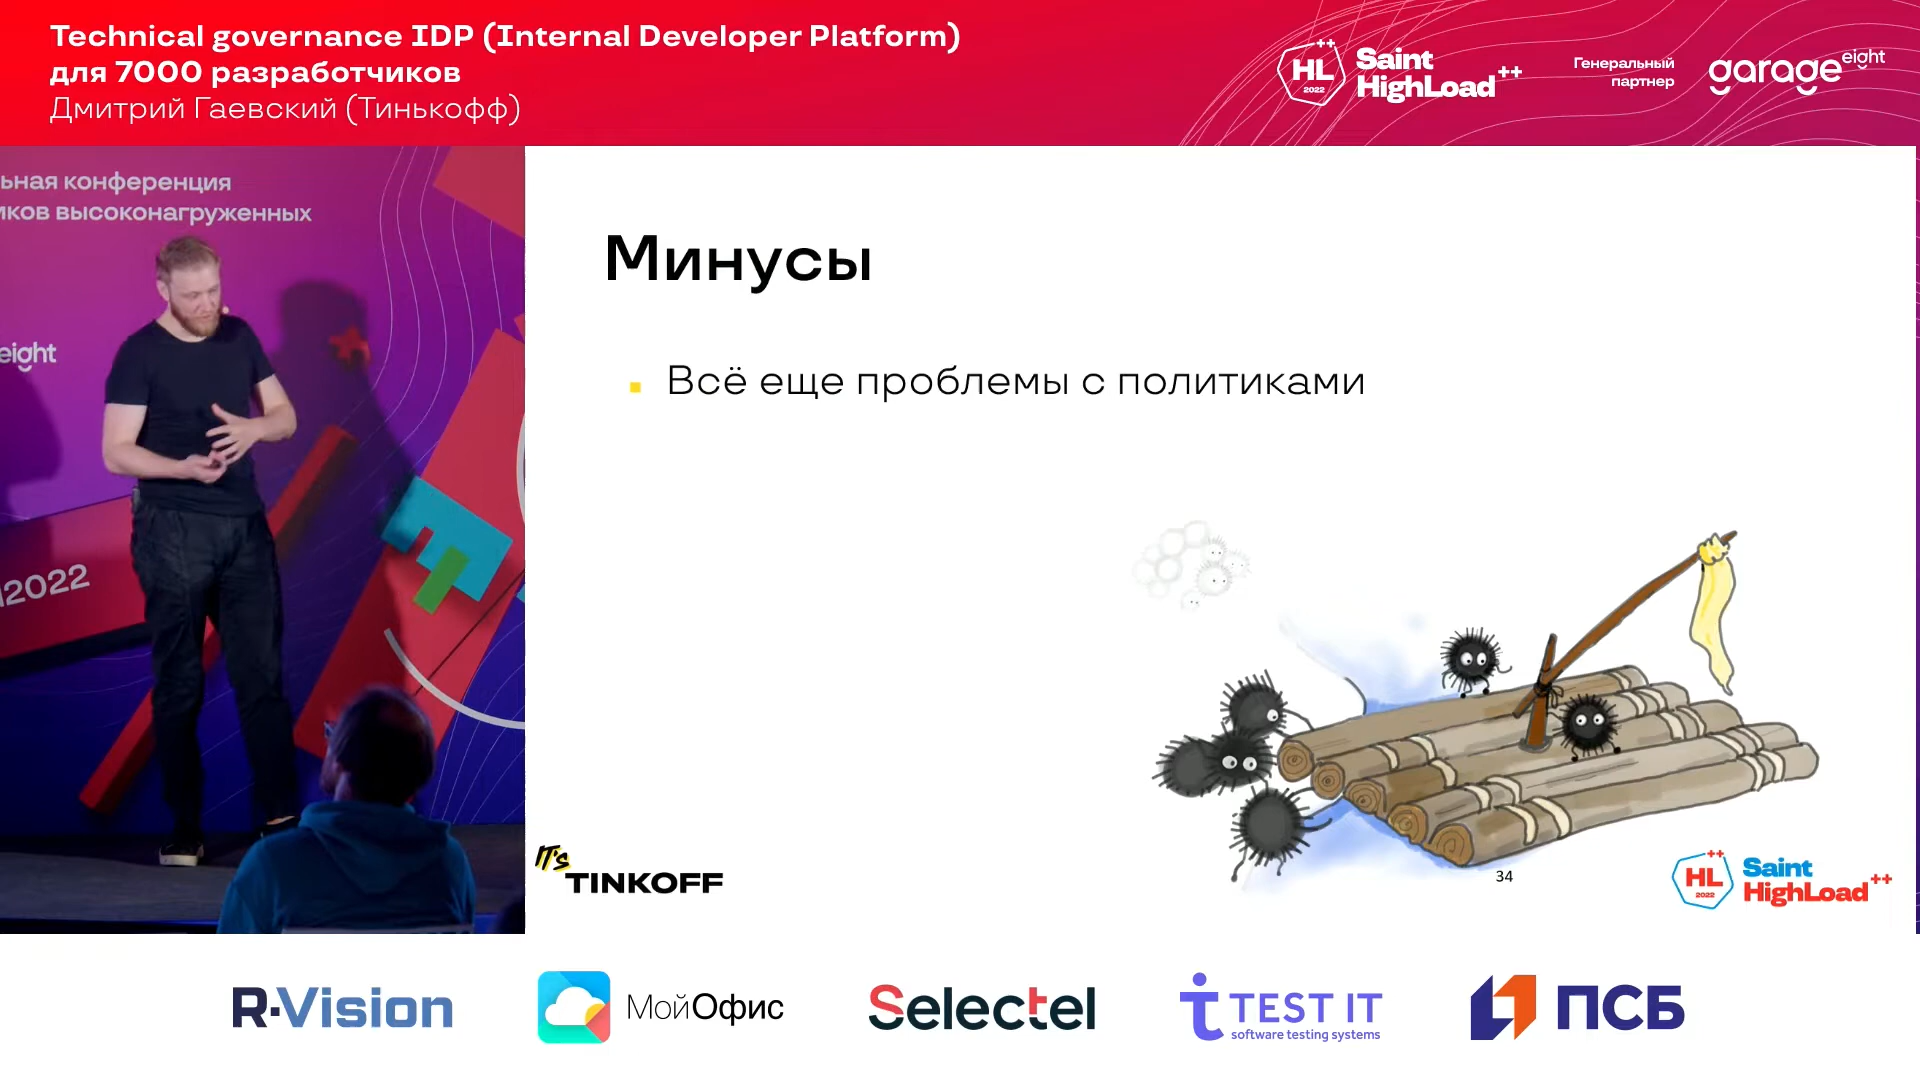 Technical governance IDP (Internal Developer Platform)
для 7000 разработчиков
Дмитрий Гаевский (Тинькофф)
HL
2022
++
Saint
HighLoad++
Генеральный
партнер
garage eight
ьная конференция
иков высоконагруженных
eight
2022
Минусы
Всё еще проблемы с политиками
IT's
TINKOFF
34
HL
2022
++
Saint
HighLoad++
R-Vision
МойОфис
Selectel
TEST IT
software testing systems
ПСБ